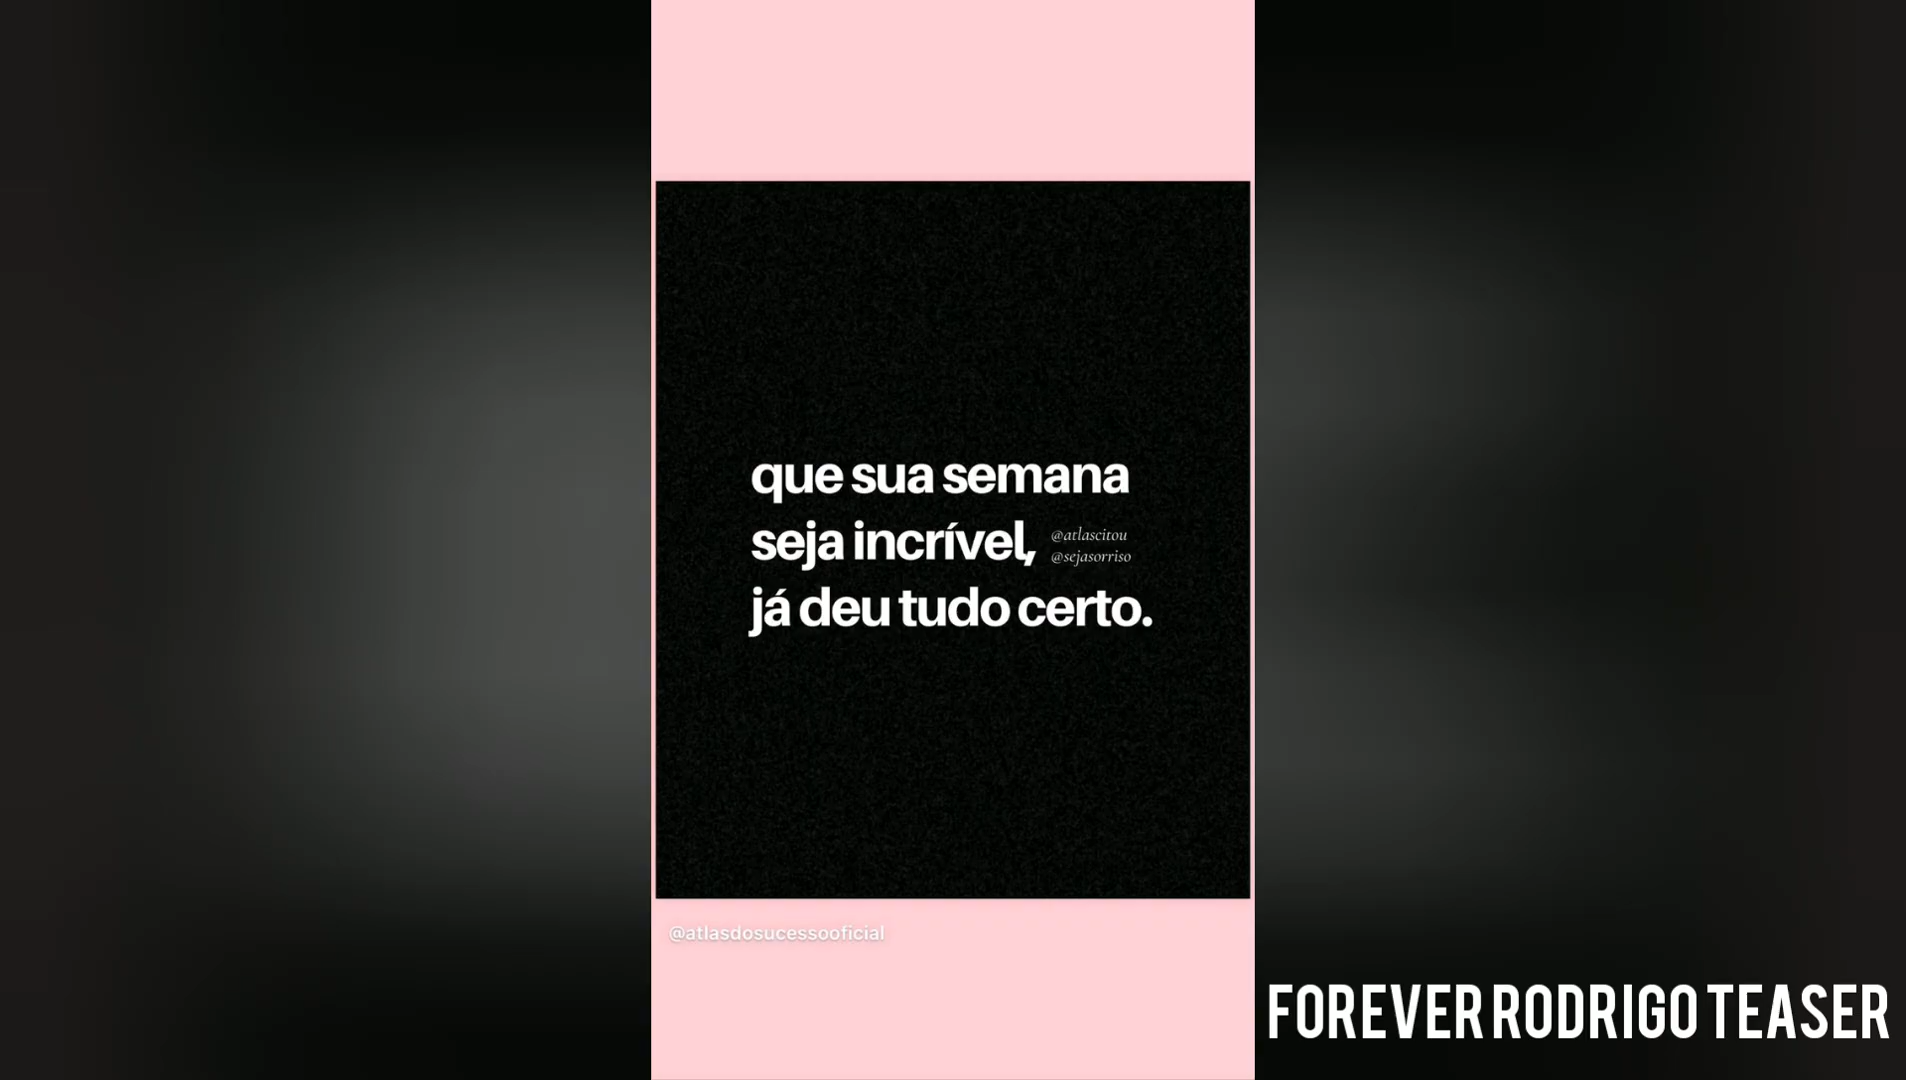 que sua semana
seja incrível,
@atlascitou
@sejasorriso
já deu tudo certo.
@atlasdosucessooficial
FOREVER RODRIGO TEASER